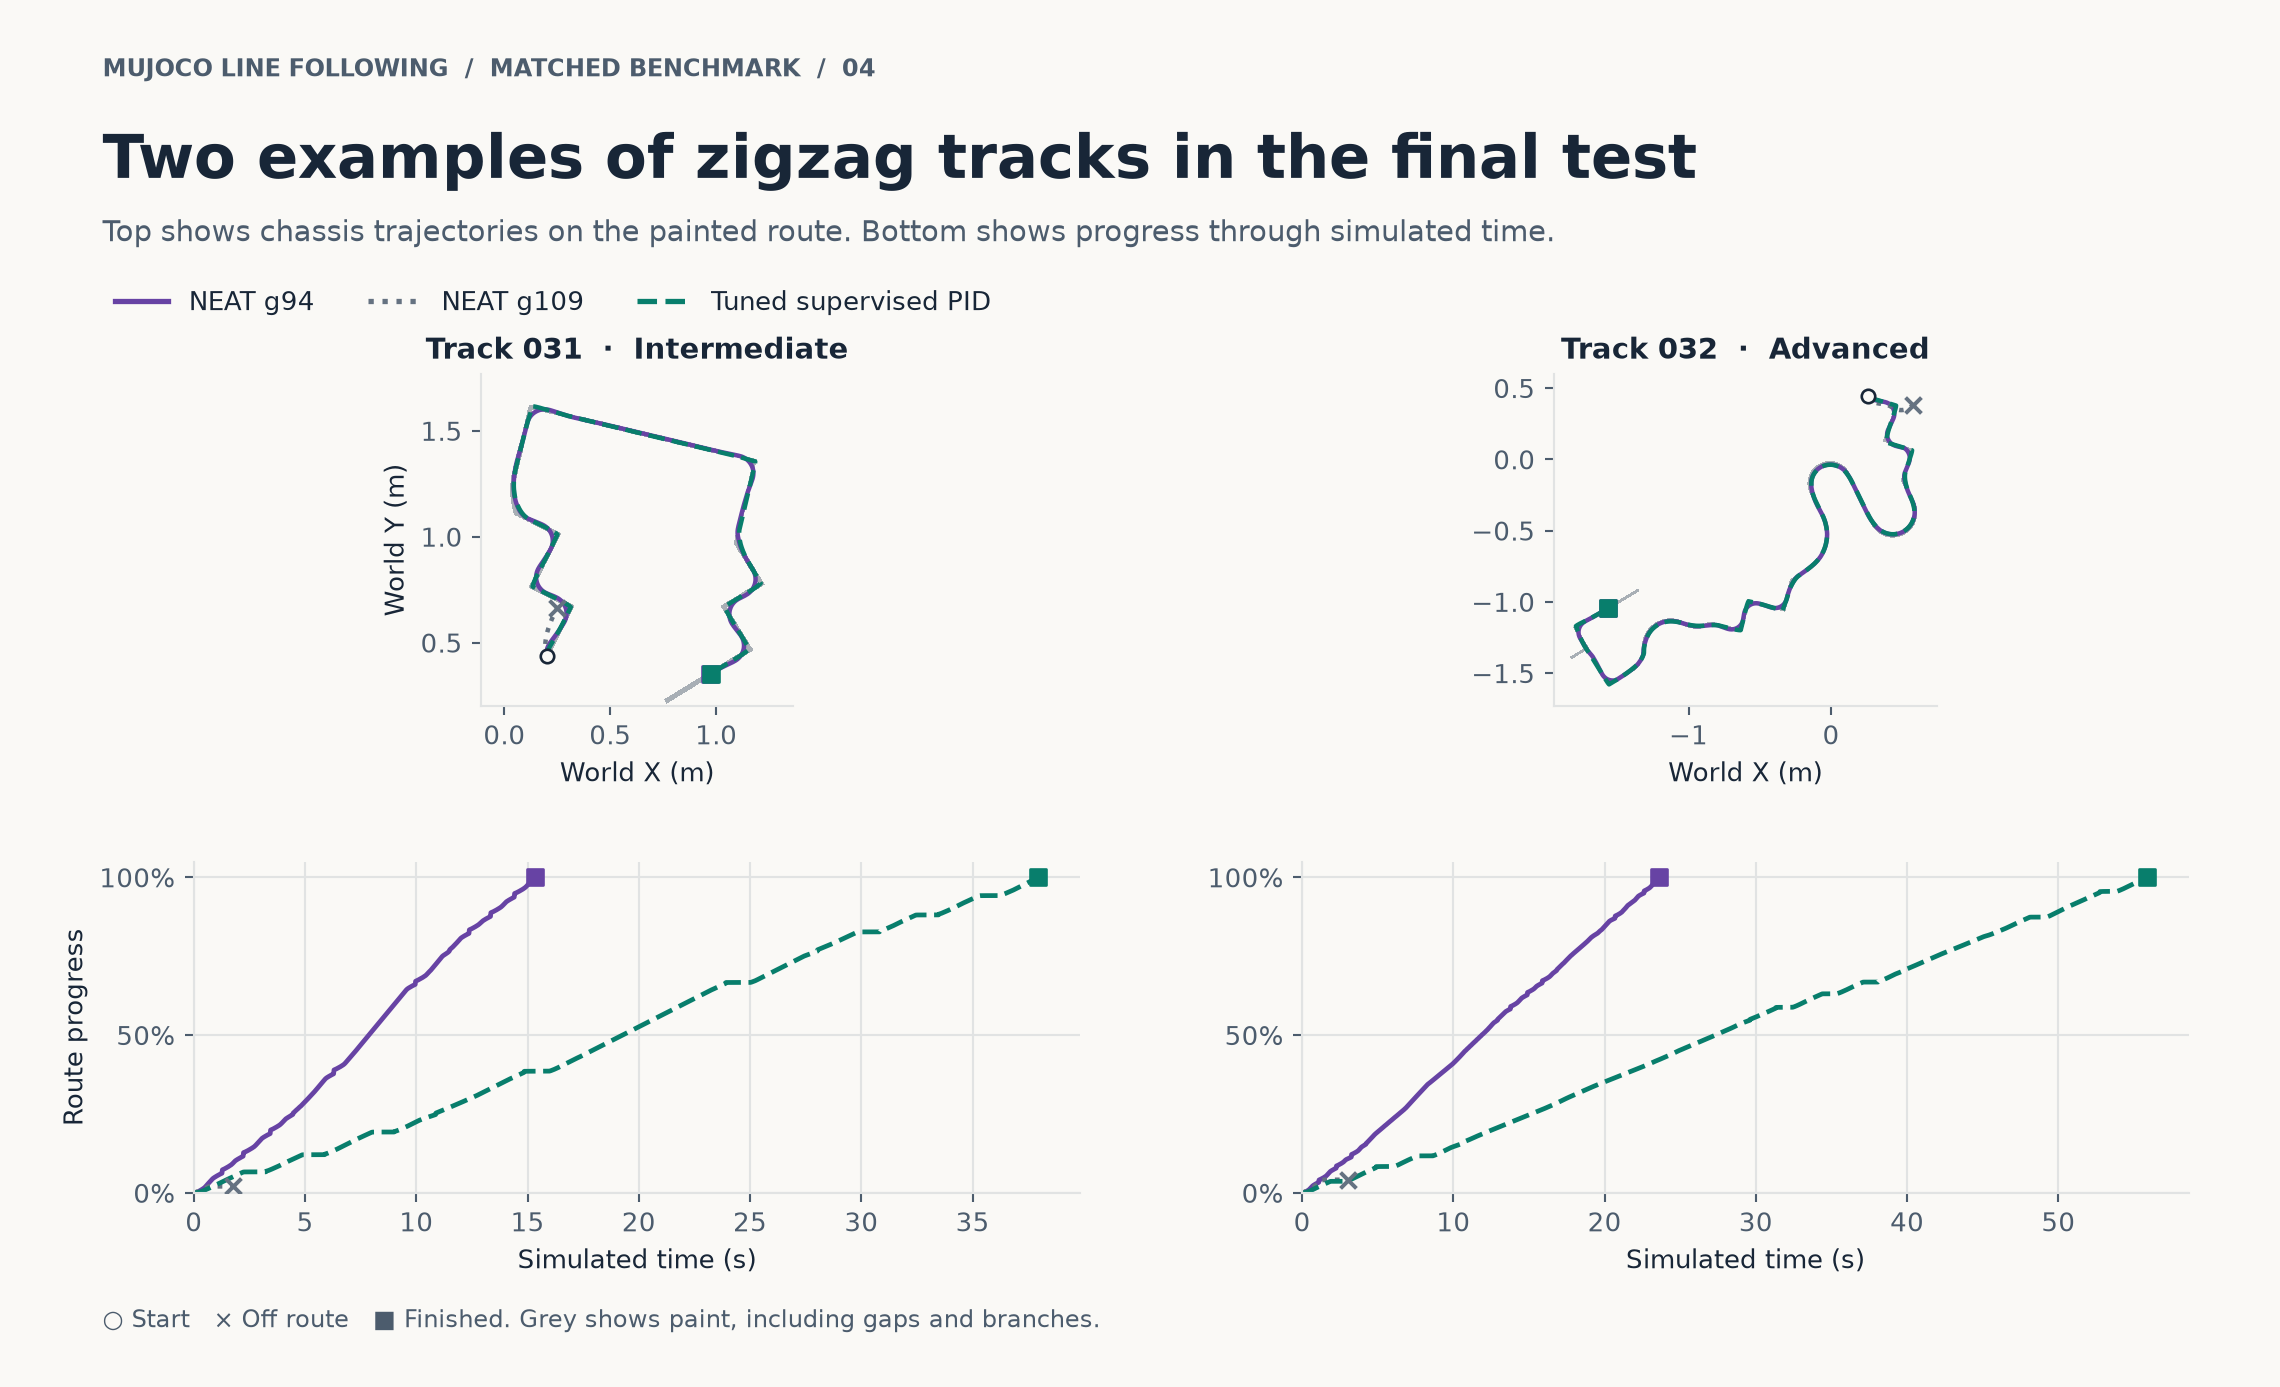 MUJOCO LINE FOLLOWING / MATCHED BENCHMARK / 04
Two examples of zigzag tracks in the final test
Top shows chassis trajectories on the painted route. Bottom shows progress through simulated time.
NEAT g94 NEAT g109 Tuned supervised PID
Track 031 · Intermediate
1.5
1.0
0.5
World Y (m)
0.0 0.5 1.0
World X (m)
Track 032 · Advanced
0.5
0.0
−0.5
−1.0
−1.5
−1 0
World X (m)
100%
50%
0%
Route progress
0 5 10 15 20 25 30 35
Simulated time (s)
100%
50%
0%
0 10 20 30 40 50
Simulated time (s)
○ Start × Off route ■ Finished. Grey shows paint, including gaps and branches.